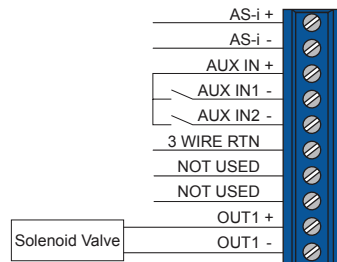 AS-i +
AS-i -
AUX IN +
AUX IN1 -
AUX IN2 -
3 WIRE RTN
NOT USED
NOT USED
OUT1 +
Solenoid Valve
OUT1 -